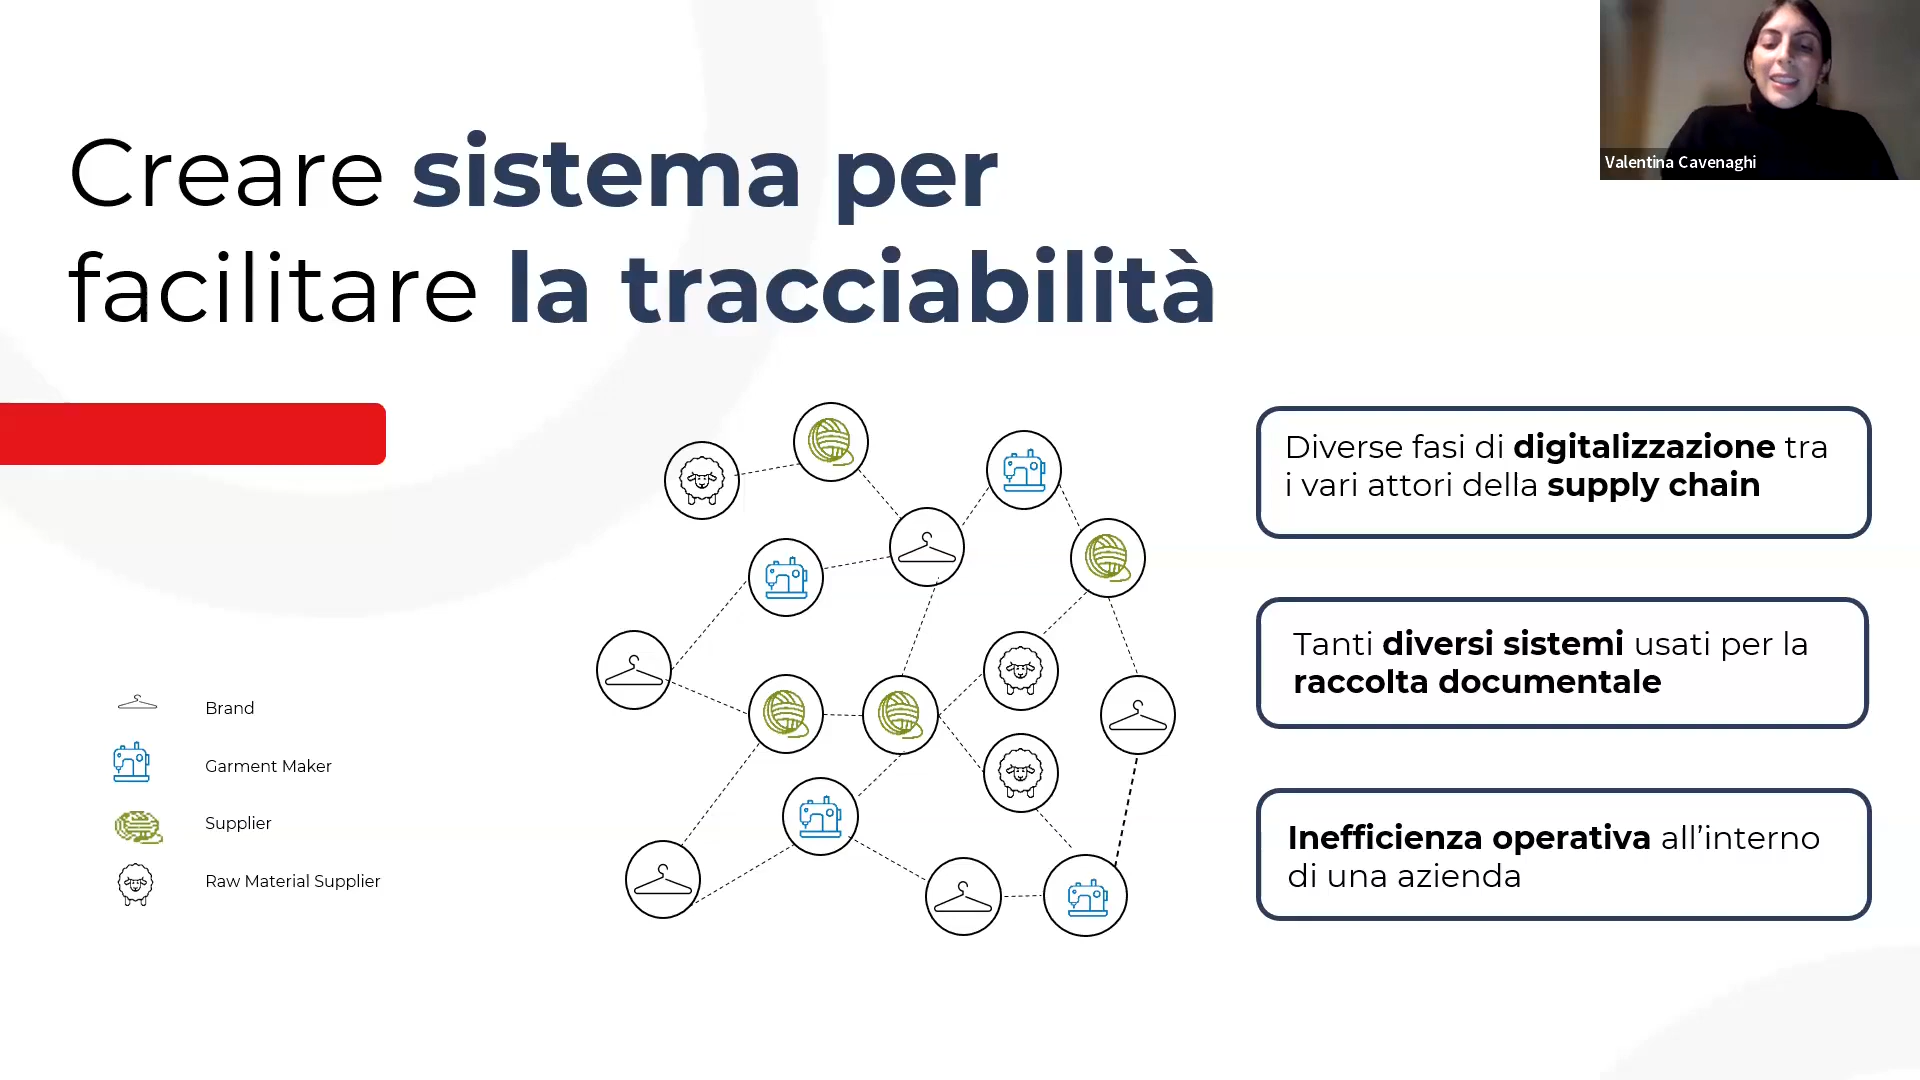 Creare sistema per
facilitare la tracciabilità
Valentina Cavenaghi
Brand
Garment Maker
Supplier
Raw Material Supplier
Diverse fasi di digitalizzazione tra
i vari attori della supply chain
Tanti diversi sistemi usati per la
raccolta documentale
Inefficienza operativa all’interno
di una azienda